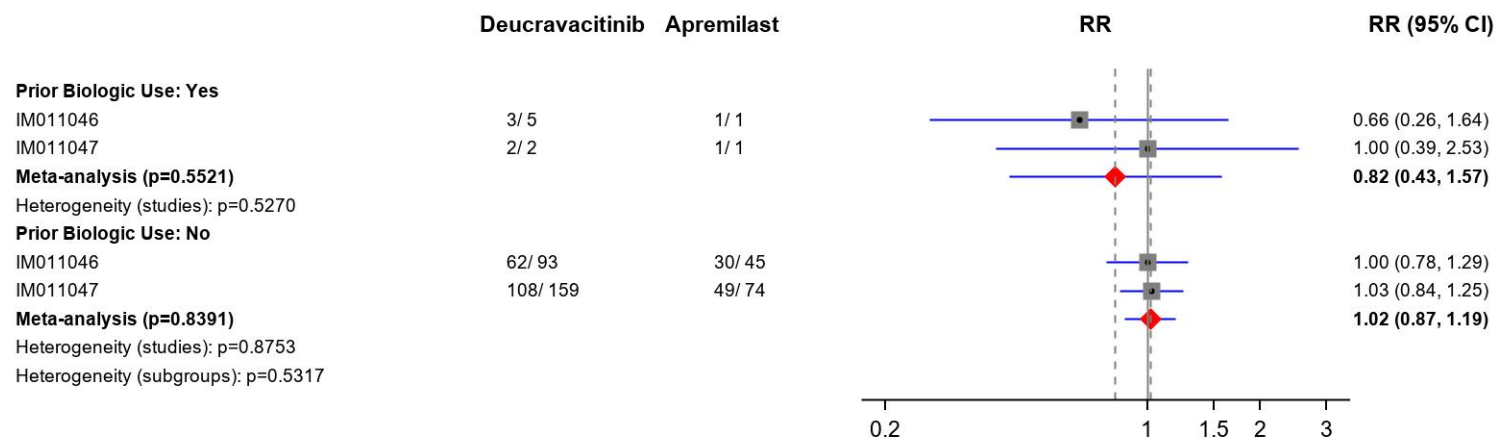 Deucravacitinib Apremilast RR RR (95% CI)
Prior Biologic Use: Yes
IM011046 3/ 5 1/ 1 0.66 (0.26, 1.64)
IM011047 2/ 2 1/ 1 1.00 (0.39, 2.53)
Meta-analysis (p=0.5521) 0.82 (0.43, 1.57)
Heterogeneity (studies): p=0.5270
Prior Biologic Use: No
IM011046 62/ 93 30/ 45 1.00 (0.78, 1.29)
IM011047 108/ 159 49/ 74 1.03 (0.84, 1.25)
Meta-analysis (p=0.8391) 1.02 (0.87, 1.19)
Heterogeneity (studies): p=0.8753
Heterogeneity (subgroups): p=0.5317
0.2 1 1.5 2 3